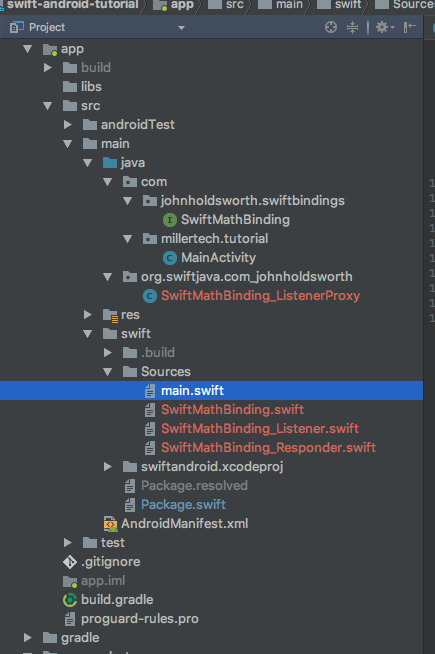 swift-android-tutorial app src main swift Sources
Project
app
build
libs
src
androidTest
main
java
com
johnholdsworth.swiftbindings
I SwiftMathBinding
millertech.tutorial
C MainActivity
org.swiftjava.com_johnholdsworth
C SwiftMathBinding_ListenerProxy
res
swift
.build
Sources
main.swift
SwiftMathBinding.swift
SwiftMathBinding_Listener.swift
SwiftMathBinding_Responder.swift
swiftandroid.xcodeproj
Package.resolved
Package.swift
AndroidManifest.xml
test
.gitignore
app.iml
build.gradle
proguard-rules.pro
gradle